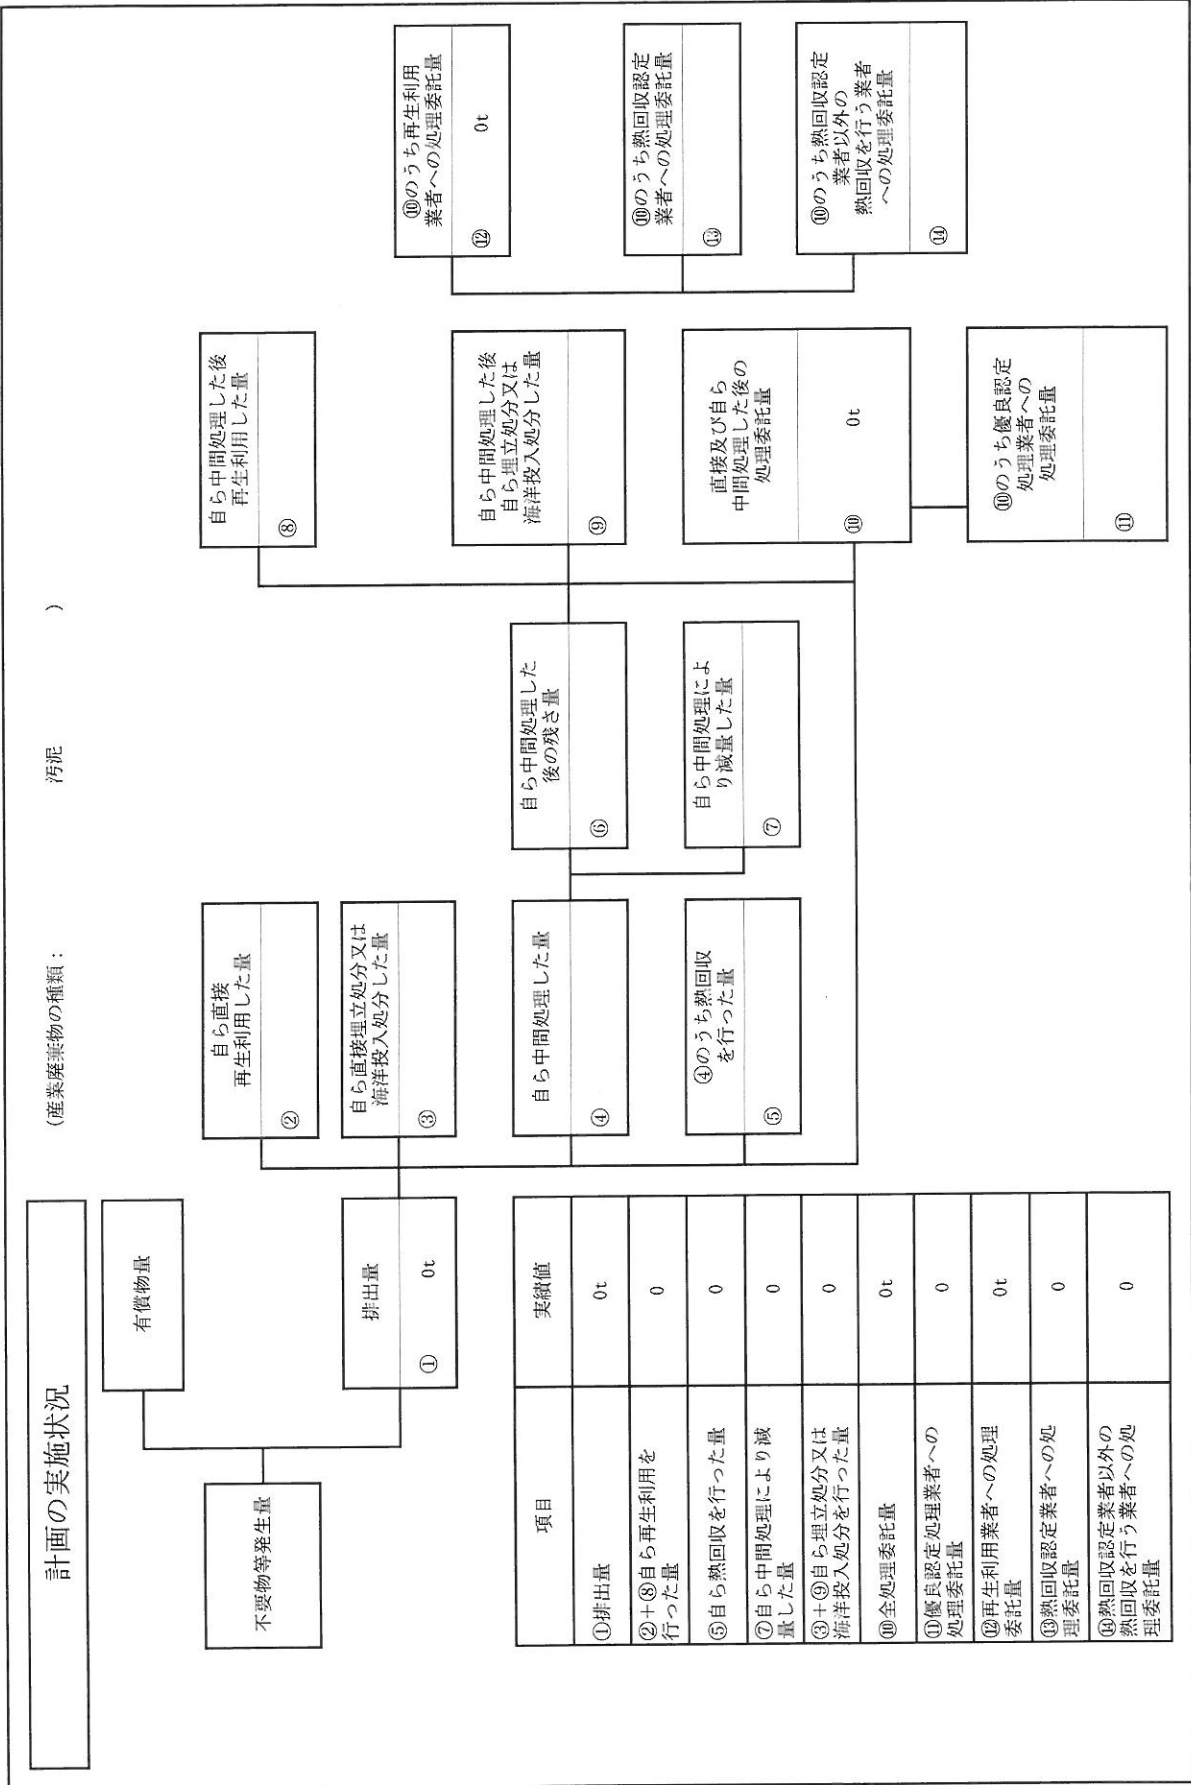 計画の実施状況
(産業廃棄物の種類：
汚泥
)
有償物量
不要物等発生量
排出量
①
0t
自ら直接
再生利用した量
②
自ら直接埋立処分又は
海洋投入処分した量
③
自ら中間処理した量
④
④のうち熱回収
を行った量
⑤
自ら中間処理した
後の残さ量
⑥
自ら中間処理によ
り減量した量
⑦
自ら中間処理した後
再生利用した量
⑧
自ら中間処理した後
自ら埋立処分又は
海洋投入処分した量
⑨
直接及び自ら
中間処理した後の
処理委託量
⑩
0t
⑩のうち優良認定
処理業者への
処理委託量
⑪
⑩のうち再生利用
業者への処理委託量
⑫
0t
⑩のうち熱回収認定
業者への処理委託量
⑬
⑩のうち熱回収認定
業者以外の
熱回収を行う業者
への処理委託量
⑭
項目
実績値
①排出量
0t
②＋⑧自ら再生利用を
行った量
0
⑤自ら熱回収を行った量
0
⑦自ら中間処理により減
量した量
0
③＋⑨自ら埋立処分又は
海洋投入処分を行った量
0
⑩全処理委託量
0t
⑪優良認定処理業者への
処理委託量
0
⑫再生利用業者への処理
委託量
0t
⑬熱回収認定業者への処
理委託量
0
⑭熱回収認定業者以外の
熱回収を行う業者への処
理委託量
0